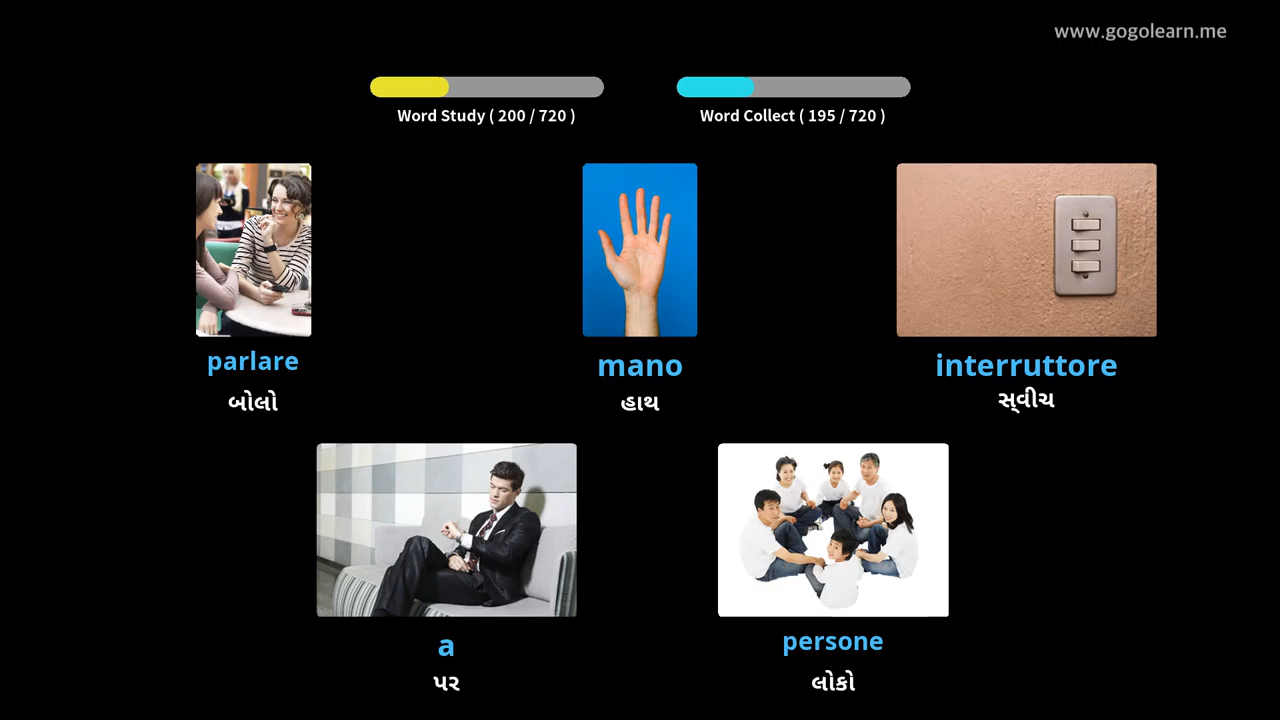 www.gogolearn.me
Word Study ( 200 / 720 )
Word Collect ( 195 / 720 )
parlare
mano
interruttore
બોલો
હાથ
સ્વીચ
a
persone
પર
લોકો